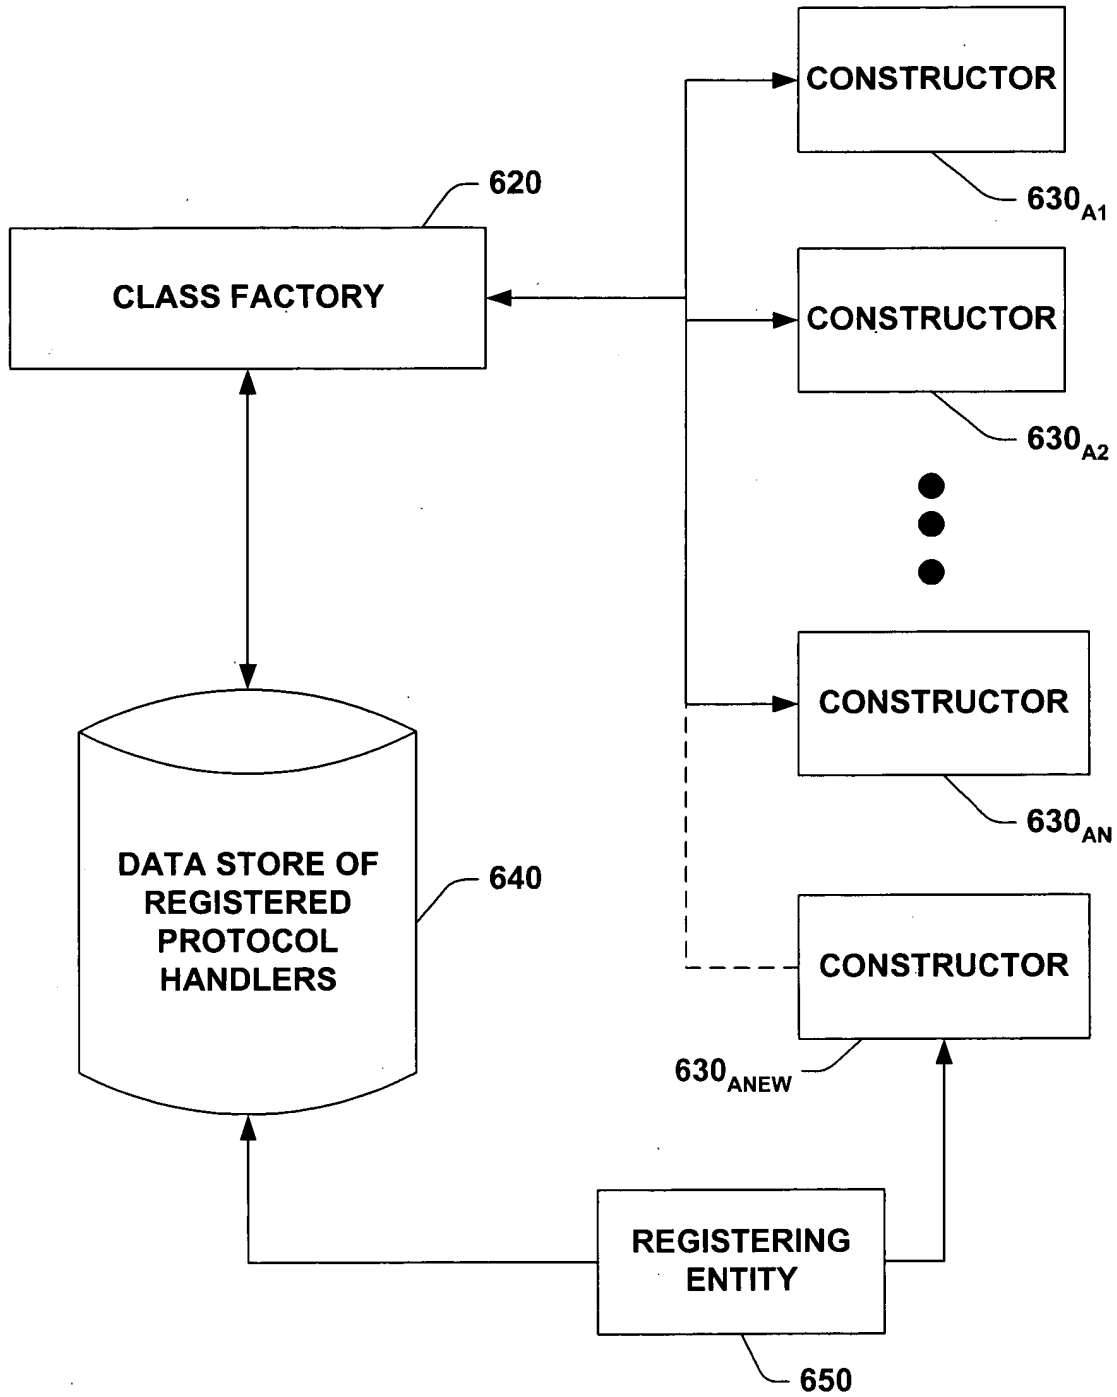 CONSTRUCTOR
630A1
620
CLASS FACTORY
CONSTRUCTOR
630A2
CONSTRUCTOR
630AN
DATA STORE OF
REGISTERED
PROTOCOL
HANDLERS
640
CONSTRUCTOR
630ANEW
REGISTERING
ENTITY
650